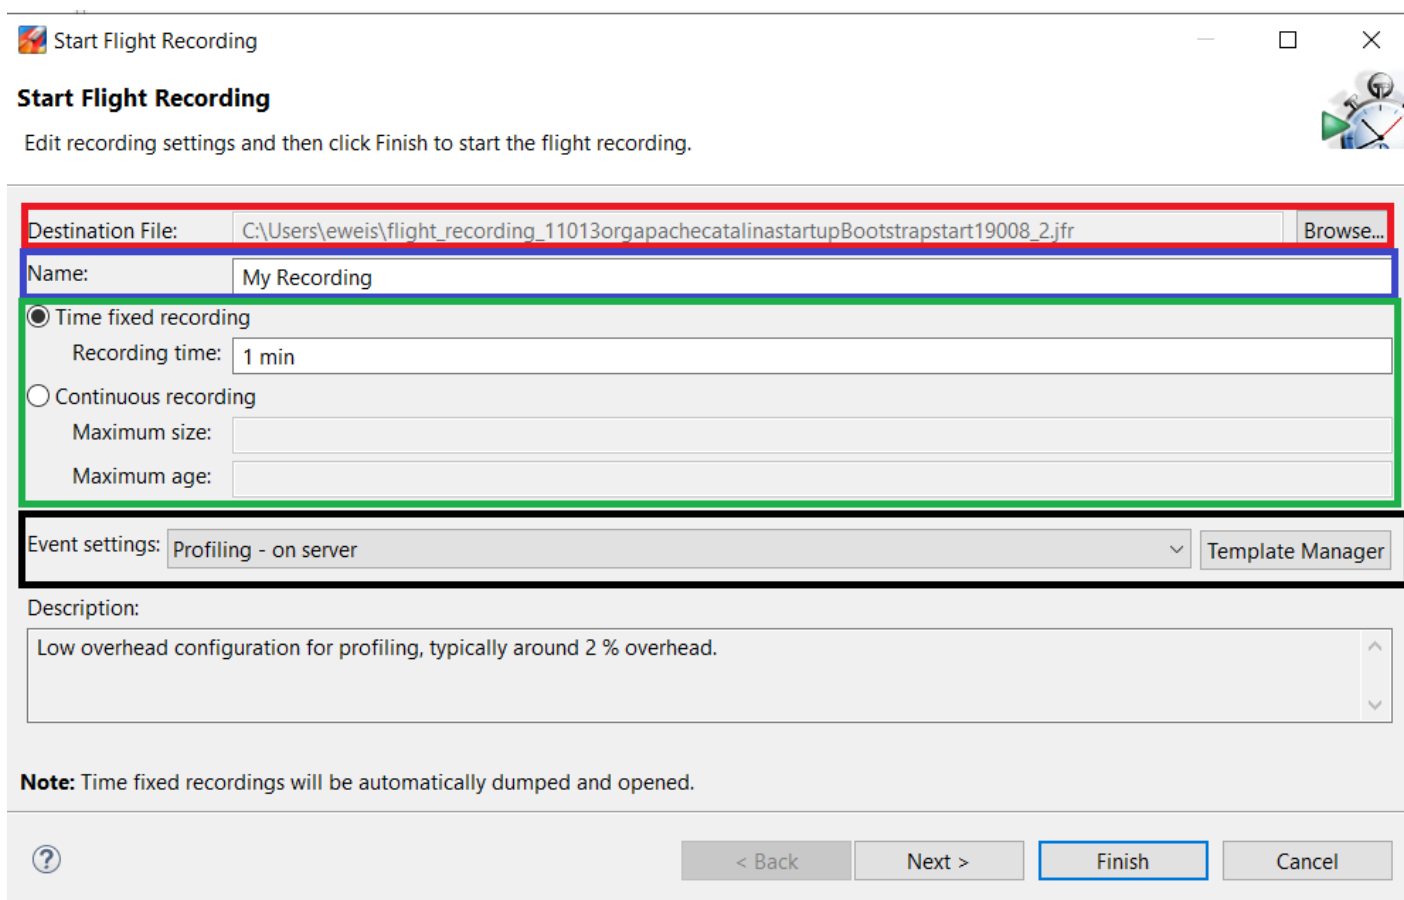 Start Flight Recording
Start Flight Recording
Edit recording settings and then click Finish to start the flight recording.
Destination File: C:\Users\eweis\flight_recording_11013orgapachecatalinastartupBootstrapstart19008_2.jfr Browse...
Name: My Recording
Time fixed recording
Recording time: 1 min
Continuous recording
Maximum size:
Maximum age:
Event settings: Profiling - on server Template Manager
Description:
Low overhead configuration for profiling, typically around 2 % overhead.
Note: Time fixed recordings will be automatically dumped and opened.
? < Back Next > Finish Cancel